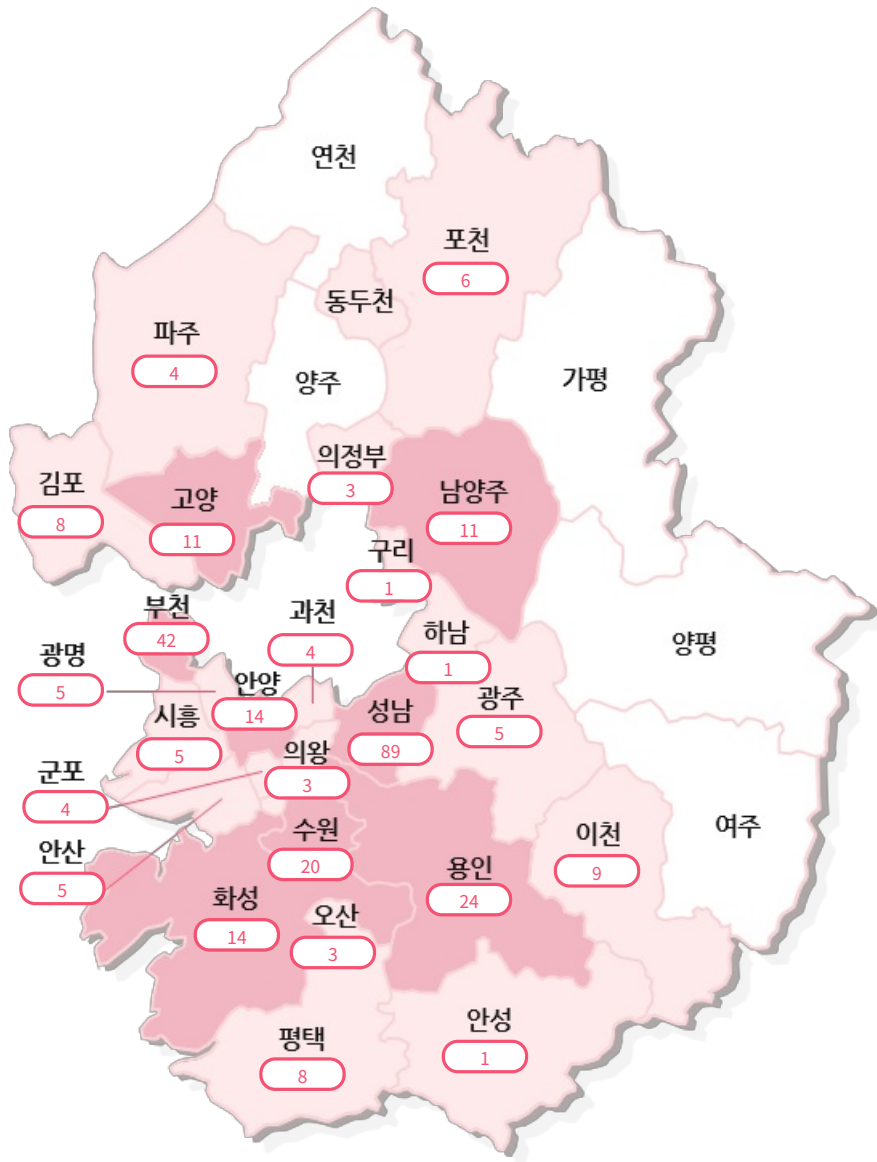 연천
포천
6
동두천
파주
4
양주
가평
의정부
3
김포
8
고양
11
남양주
11
구리
1
부천
42
과천
4
하남
1
양평
광명
5
안양
14
시흥
5
성남
89
광주
5
의왕
3
군포
4
수원
20
이천
9
여주
안산
5
용인
24
화성
14
오산
3
안성
1
평택
8